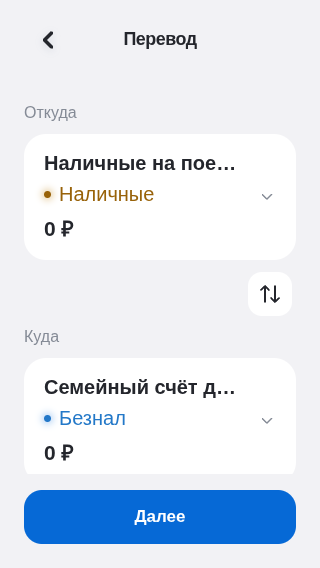 Перевод
Откуда
Наличные на пое…
Наличные
0 ₽
Куда
Семейный счёт д…
Безнал
0 ₽
Далее